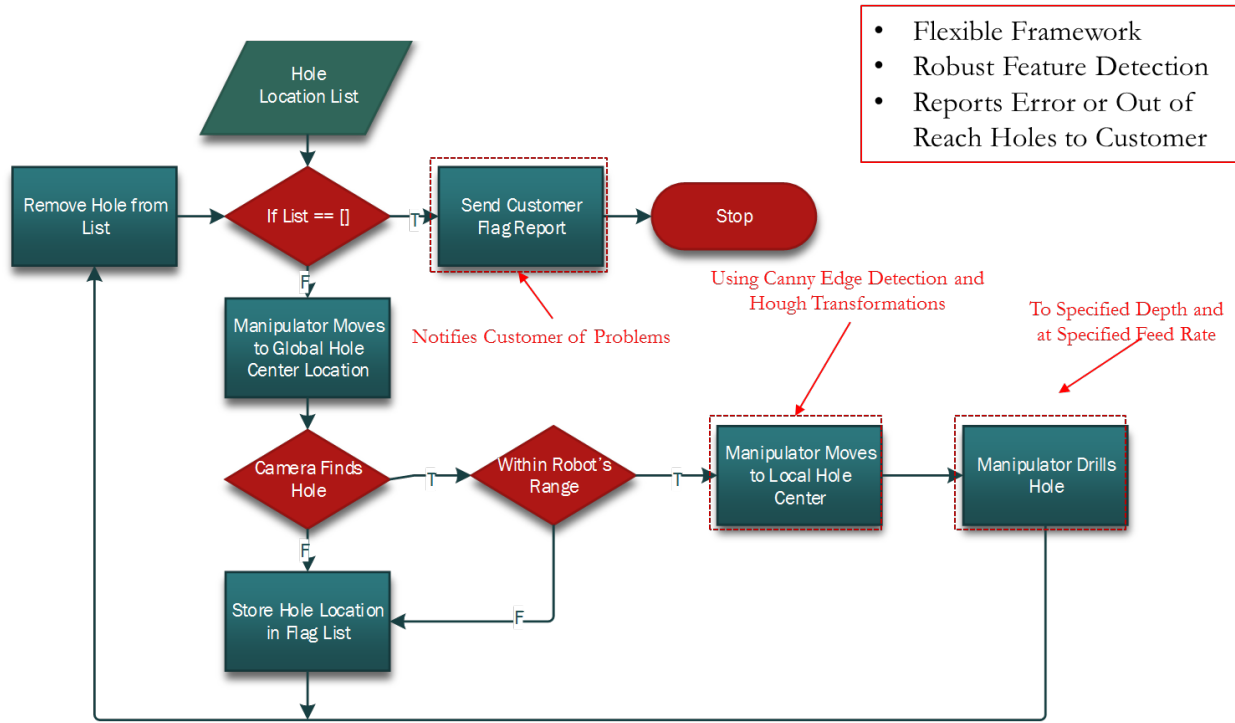 • Flexible Framework
• Robust Feature Detection
• Reports Error or Out of
Reach Holes to Customer
Hole
Location List
Remove Hole from
List
If List == []
T
Send Customer
Flag Report
Stop
F
Notifies Customer of Problems
Using Canny Edge Detection and
Hough Transformations
To Specified Depth and
at Specified Feed Rate
Manipulator Moves
to Global Hole
Center Location
Camera Finds
Hole
T
Within Robot's
Range
T
Manipulator Moves
to Local Hole
Center
Manipulator Drills
Hole
F
F
Store Hole Location
in Flag List